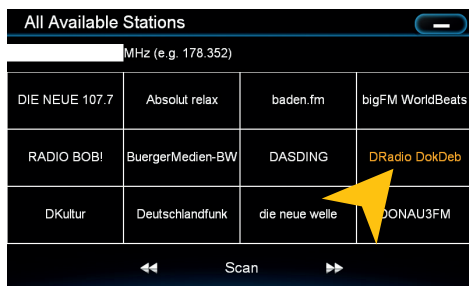 All Available Stations
MHz (e.g. 178.352)
DIE NEUE 107.7 Absolut relax baden.fm bigFM WorldBeats
RADIO BOB! BuergerMedien-BW DASDING DRadio DokDeb
DKultur Deutschlandfunk die neue welle DONAU3FM
Scan